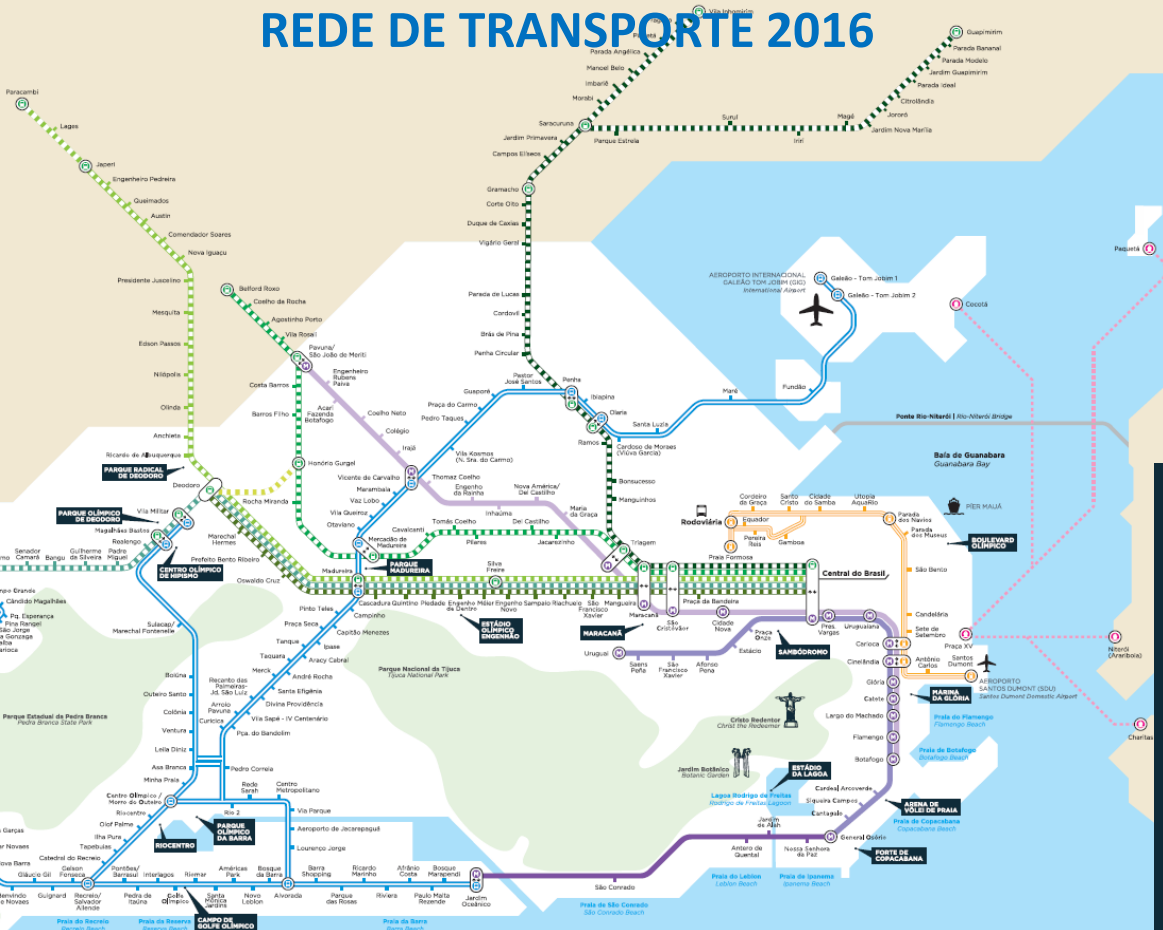 REDE DE TRANSPORTE 2016
Vila Inhomirim
Parada Angélica
Manoel Belo
Imbariê
Morabi
Saracuruna
Jardim Primavera
Campos Elíseos
Gramacho
Corte Oito
Duque de Caxias
Vigário Geral
Parada de Lucas
Cordovil
Brás de Pina
Penha Circular
Parque Estrela
Suruí
Iriri
Magé
Jardim Nova Marília
Jororó
Citrolândia
Parada Ideal
Jardim Guapimirim
Parada Modelo
Parada Bananal
Guapimirim
Paracambi
Lages
Japeri
Engenheiro Pedreira
Queimados
Austin
Comendador Soares
Nova Iguaçu
Presidente Juscelino
Mesquita
Edson Passos
Nilópolis
Olinda
Anchieta
Ricardo de Albuquerque
Deodoro
Belford Roxo
Coelho da Rocha
Agostinho Porto
Vila Rosali
Pavuna/
São João de Meriti
Costa Barros
Barros Filho
Honório Gurgel
Rocha Miranda
Engenheiro
Rubens
Paiva
Acari
Fazenda
Botafogo
Coelho Neto
Colégio
Irajá
Vicente de Carvalho
Thomaz Coelho
Engenho
da Rainha
Inhaúma
Nova América/
Del Castilho
Maria
da Graça
Triagem
Marambaia
Vaz Lobo
Vila Queiroz
Otaviano
Mercadão de
Madureira
Madureira
Cavalcanti
Tomás Coelho
Pilares
Del Castilho
Jacarezinho
Vila Kosmos
(N. Sra. do Carmo)
Pedro Taques
Praça do Carmo
Guaporé
Pastor
José Santos
Penha
Ibiapina
Olaria
Ramos
Cardoso de Moraes
(Viúva Garcia)
Santa Luzia
Maré
Fundão
Bonsucesso
Manguinhos
AEROPORTO INTERNACIONAL
GALEÃO TOM JOBIM (GIG)
International Airport
Galeão - Tom Jobim 1
Galeão - Tom Jobim 2
Paquetá
Cocotá
Ponte Rio-Niterói | Rio-Niterói Bridge
Baía de Guanabara
Guanabara Bay
PARQUE RADICAL
DE DEODORO
PARQUE OLÍMPICO
DE DEODORO
Vila Militar
Magalhães Bastos
Realengo
CENTRO OLÍMPICO
DE HIPISMO
Senador
Camará
Bangu
Guilherme
da Silveira
Padre
Miguel
Marechal
Hermes
Prefeito Bento Ribeiro
Oswaldo Cruz
PARQUE
MADUREIRA
Silva
Freire
Cascadura
Quintino
Piedade
Engenho
de Dentro
Méier
Engenho
Novo
Sampaio
Riachuelo
São
Francisco
Xavier
Mangueira
ESTÁDIO
OLÍMPICO
ENGENHÃO
Maracanã
MARACANÃ
São
Cristóvão
Praça da Bandeira
Cidade
Nova
Central do Brasil
Praça
Onze
Estácio
SAMBÓDROMO
Afonso
Pena
São
Francisco
Xavier
Saens
Peña
Uruguai
Pres.
Vargas
Uruguaiana
Carioca
Cinelândia
Rodoviária
Equador
Praia Formosa
Pereira
Reis
Gamboa
Cordeiro
da Graça
Santo
Cristo
Cidade
do Samba
Utopia
AquaRio
Parada
dos Navios
Parada
dos Museus
PÍER MAUÁ
BOULEVARD
OLÍMPICO
São Bento
Candelária
Sete de
Setembro
Antônio
Carlos
Praça XV
Santos
Dumont
AEROPORTO
SANTOS DUMONT (SDU)
Santos Dumont Domestic Airport
Niterói
(Arariboia)
Charitas
Glória
Catete
Largo do Machado
Flamengo
Botafogo
MARINA
DA GLÓRIA
Praia do Flamengo
Flamengo Beach
Praia de Botafogo
Botafogo Beach
Cardeal Arcoverde
Siqueira Campos
Cantagalo
General Osório
ARENA DE
VÔLEI DE PRAIA
Praia de Copacabana
Copacabana Beach
FORTE DE
COPACABANA
Cândido Magalhães
Pinto Teles
Praça Seca
Tanque
Taquara
Merck
Campinho
Capitão Menezes
Ipase
Aracy Cabral
André Rocha
Santa Efigênia
Divina Providência
Vila Sapê - IV Centenário
Pça. do Bandolim
Recanto das
Palmeiras-
Jd. São Luiz
Arroio
Pavuna
Curicica
Sulacap/
Marechal Fontenelle
Boiúna
Outeiro Santo
Colônia
Ventura
Leila Diniz
Asa Branca
Minha Praia
Centro Olímpico /
Morro do Outeiro
Riocentro
Olof Palme
Ilha Pura
Tapebuias
Catedral do Recreio
Pedro Correia
Rede
Sarah
Centro
Metropolitano
Rio 2
Via Parque
Aeroporto de Jacarepaguá
Lourenço Jorge
PARQUE
OLÍMPICO
DA BARRA
RIOCENTRO
Parque Estadual da Pedra Branca
Pedra Branca State Park
Parque Nacional da Tijuca
Tijuca National Park
Cristo Redentor
Christ the Redeemer
Jardim Botânico
Botanic Garden
ESTÁDIO
DA LAGOA
Lagoa Rodrigo de Freitas
Rodrigo de Freitas Lagoon
Jardim
de Alah
Antero de
Quental
Nossa Senhora
da Paz
Praia do Leblon
Leblon Beach
Praia de Ipanema
Ipanema Beach
São Conrado
Praia de São Conrado
São Conrado Beach
Gláucio Gil
Gelson
Fonseca
Pontões/
Barrasul
Interlagos
Riomar
Américas
Park
Bosque
da Barra
Barra
Shopping
Ricardo
Marinho
Afrânio
Costa
Bosque
Marapendi
Guignard
Recreio/
Salvador
Allende
Pedra de
Itaúna
Golfe
Olímpico
Santa
Mônica
Jardins
Novo
Leblon
Alvorada
Parque
das Rosas
Riviera
Paulo Malta
Rezende
Jardim
Oceânico
CAMPO DE
GOLFE OLÍMPICO
Praia do Recreio
Recreio Beach
Praia da Reserva
Reserva Beach
Praia da Barra
Barra Beach